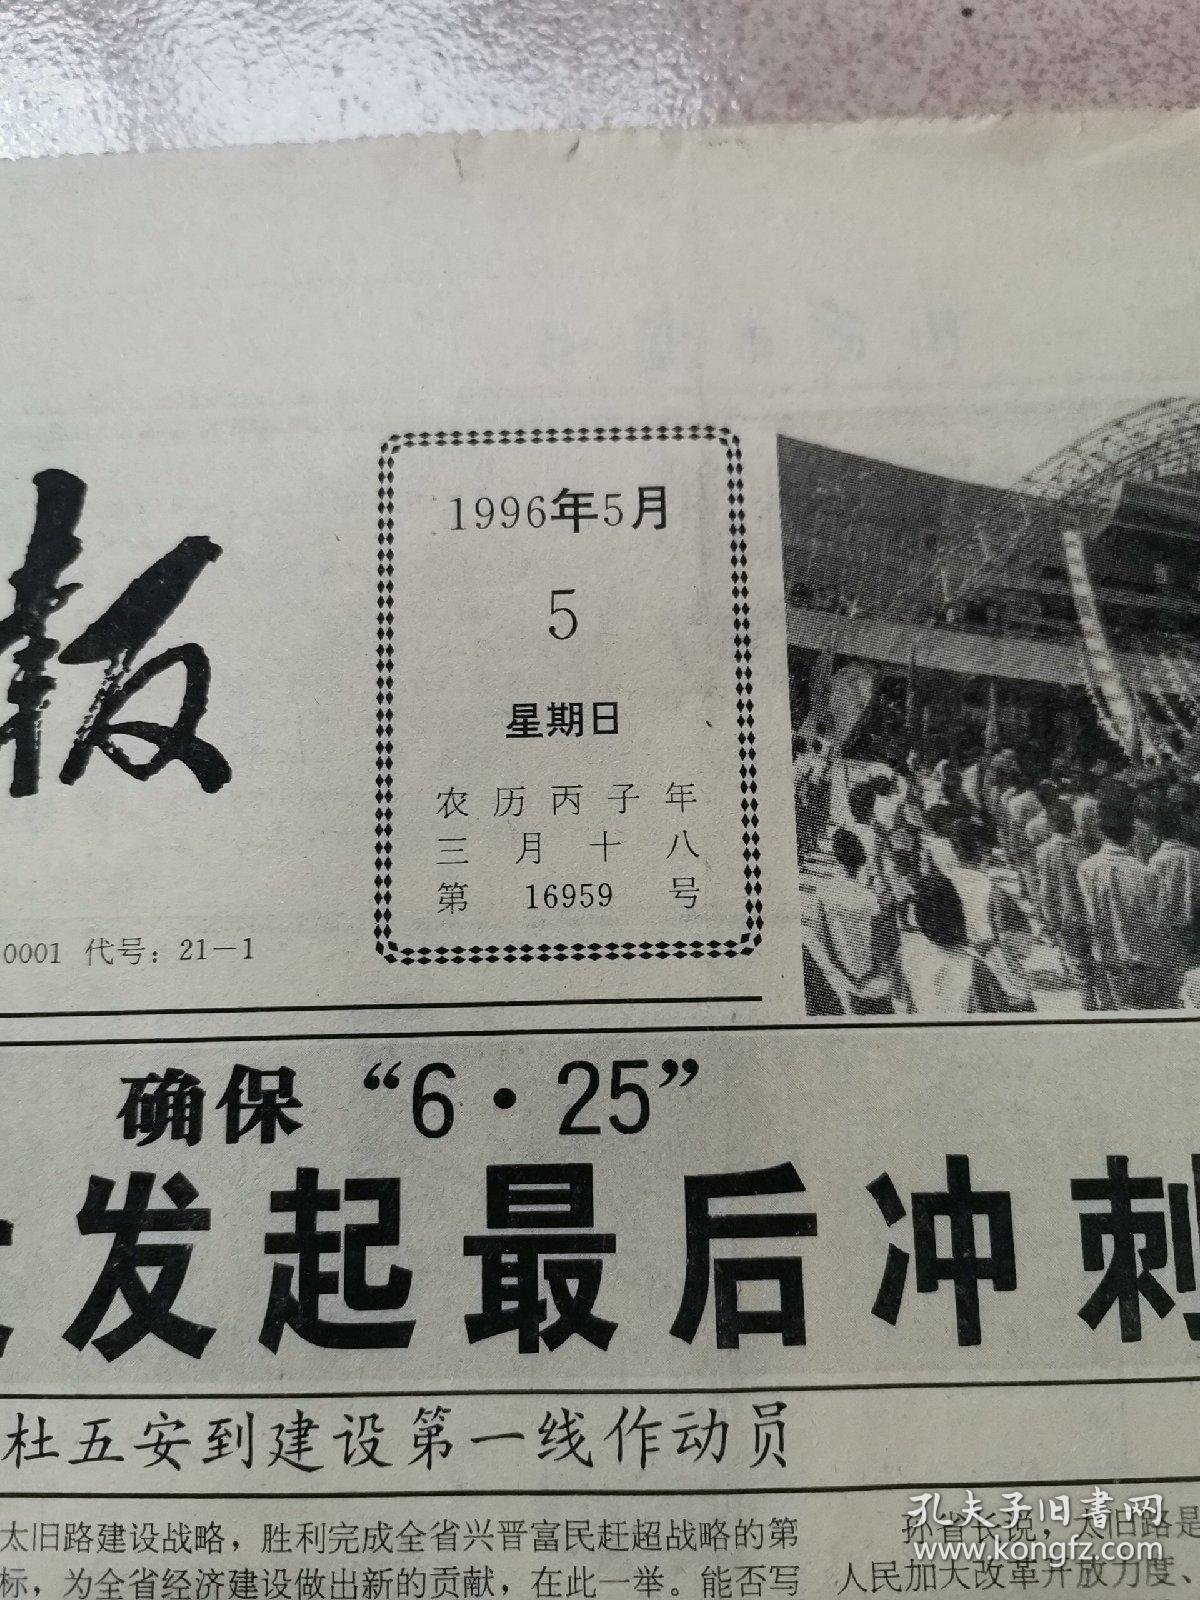 报
1996年5月
5
星期日
农历丙子年
三月十八
第16959号
0001 代号：21—1
确保“6·25”
发起最后冲刺
杜五安到建设第一线作动员
太旧路建设战略，胜利完成全省兴晋富民赶超战略的第
标，为全省经济建设做出新的贡献，在此一举。能否写
孙省长说，太旧路是
人民加大改革开放力度、
孔夫子旧书网
www.kongfz.com